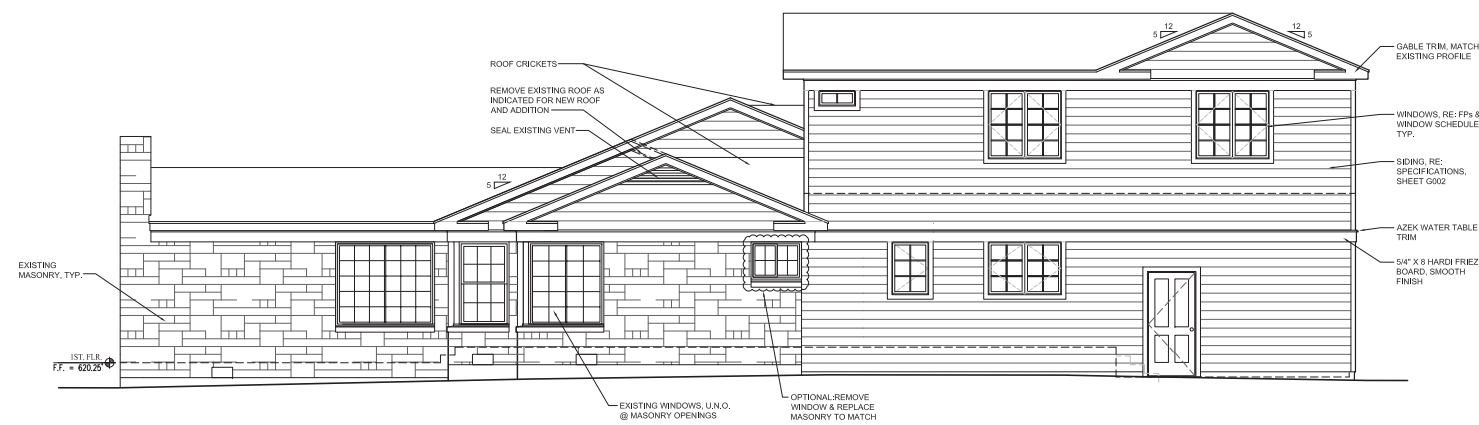 12
5
12
5
GABLE TRIM, MATCH
EXISTING PROFILE
ROOF CRICKETS
REMOVE EXISTING ROOF AS
INDICATED FOR NEW ROOF
AND ADDITION
SEAL EXISTING VENT
WINDOWS, RE: FPs &
WINDOW SCHEDULE
TYP.
12
5
SIDING, RE:
SPECIFICATIONS,
SHEET G002
AZEK WATER TABLE
TRIM
EXISTING
MASONRY, TYP.
5/4" X 8 HARDI FRIEZ
BOARD, SMOOTH
FINISH
1ST. FLR.
F.F. = 620.25'
EXISTING WINDOWS, U.N.O.
@ MASONRY OPENINGS
OPTIONAL:REMOVE
WINDOW & REPLACE
MASONRY TO MATCH